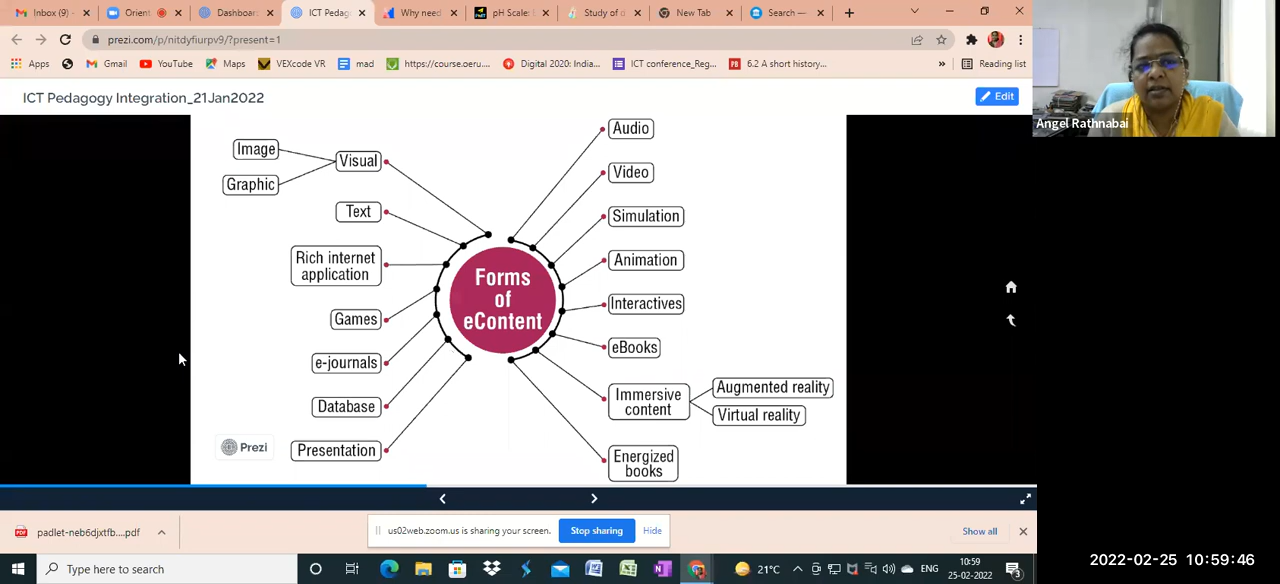 Inbox (9) -
Orient
Dashboar
ICT Pedag
Why need
pH Scale:
Study of
New Tab
Search —
prezi.com/p/nitdyfiurpv9/?present=1
Apps
Gmail
YouTube
Maps
VEXcode VR
mad
https://course.oeru....
Digital 2020: India...
ICT conference_Reg...
6.2 A short history...
»
Reading list
ICT Pedagogy Integration_21Jan2022
Edit
Angel Rathnabai
Image
Graphic
Visual
Text
Rich internet
application
Games
e-journals
Database
Presentation
Forms
of
eContent
Audio
Video
Simulation
Animation
Interactives
eBooks
Immersive
content
Augmented reality
Virtual reality
Energized
books
Prezi
padlet-neb6djxtfb....pdf
us02web.zoom.us is sharing your screen.
Stop sharing
Hide
Show all
Type here to search
21°C
ENG
10:59
25-02-2022
3
2022-02-25 10:59:46